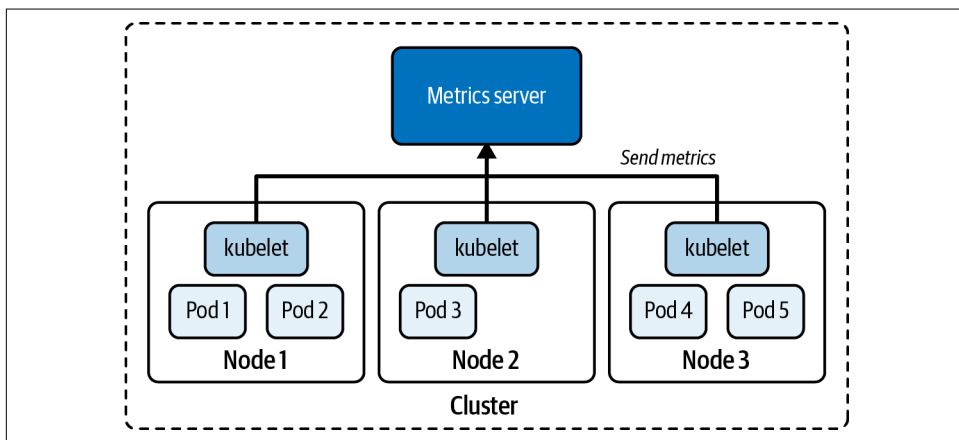 Metrics server
Send metrics
kubelet
kubelet
kubelet
Pod 1
Pod 2
Pod 3
Pod 4
Pod 5
Node 1
Node 2
Node 3
Cluster